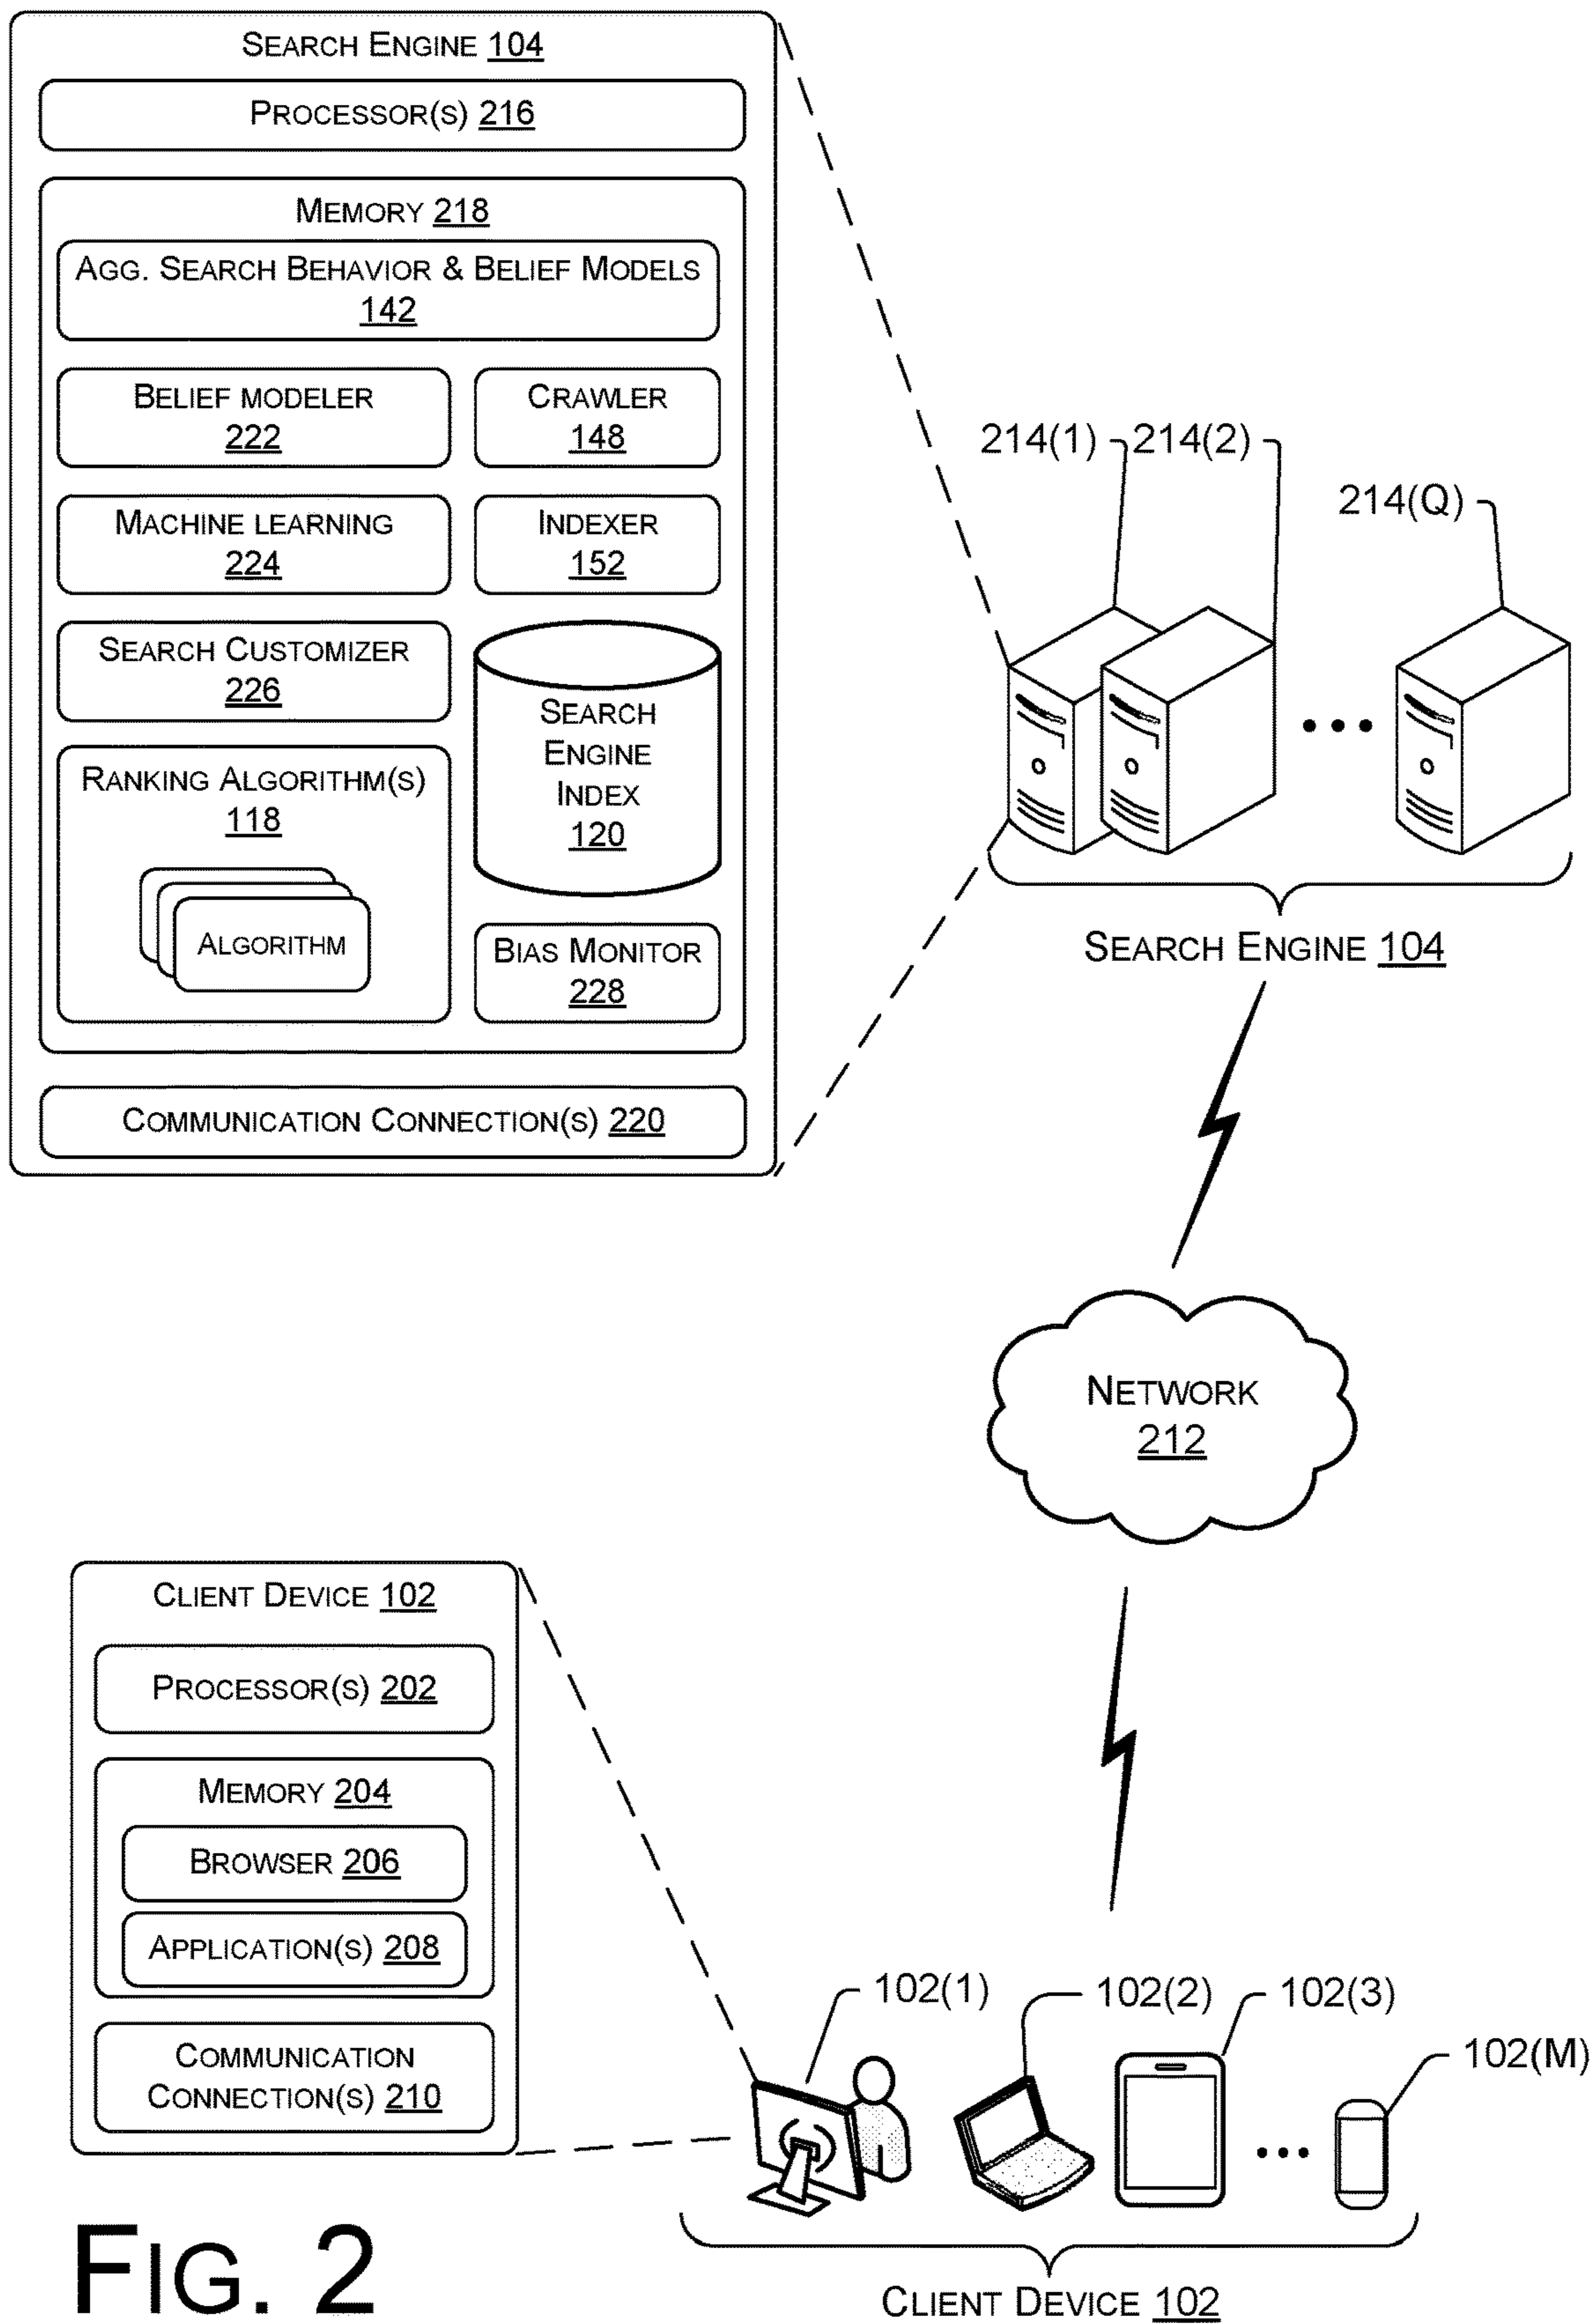 Search Engine 104
Processor(s) 216
Memory 218
Agg. Search Behavior & Belief Models
142
Belief modeler
222
Crawler
148
Machine learning
224
Indexer
152
Search Customizer
226
Search
Engine
Index
120
Ranking Algorithm(s)
118
Algorithm
Bias Monitor
228
Communication Connection(s) 220
214(1)
214(2)
214(Q)
Search Engine 104
Network
212
Client Device 102
Processor(s) 202
Memory 204
Browser 206
Application(s) 208
Communication
Connection(s) 210
102(1)
102(2)
102(3)
102(M)
Client Device 102
Fig. 2